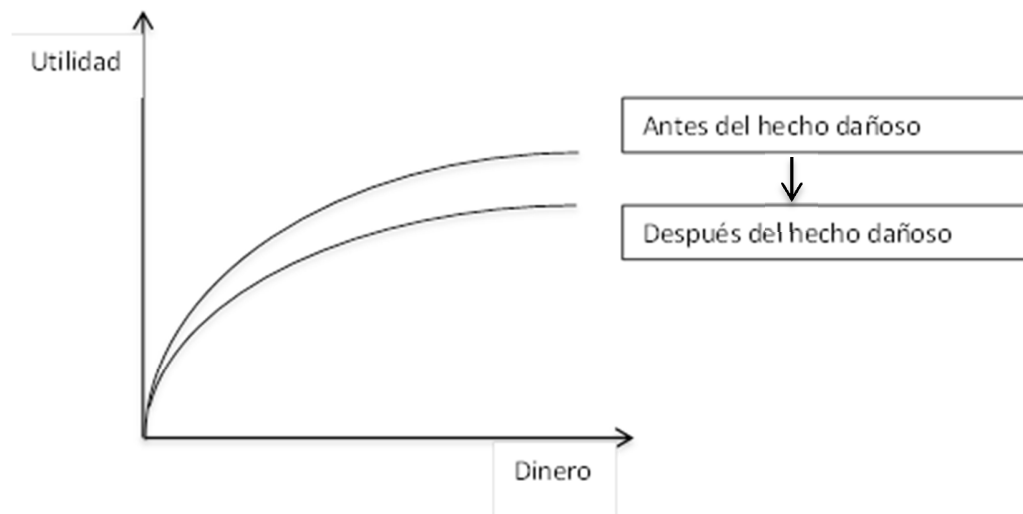 Utilidad
Antes del hecho dañoso
Después del hecho dañoso
Dinero